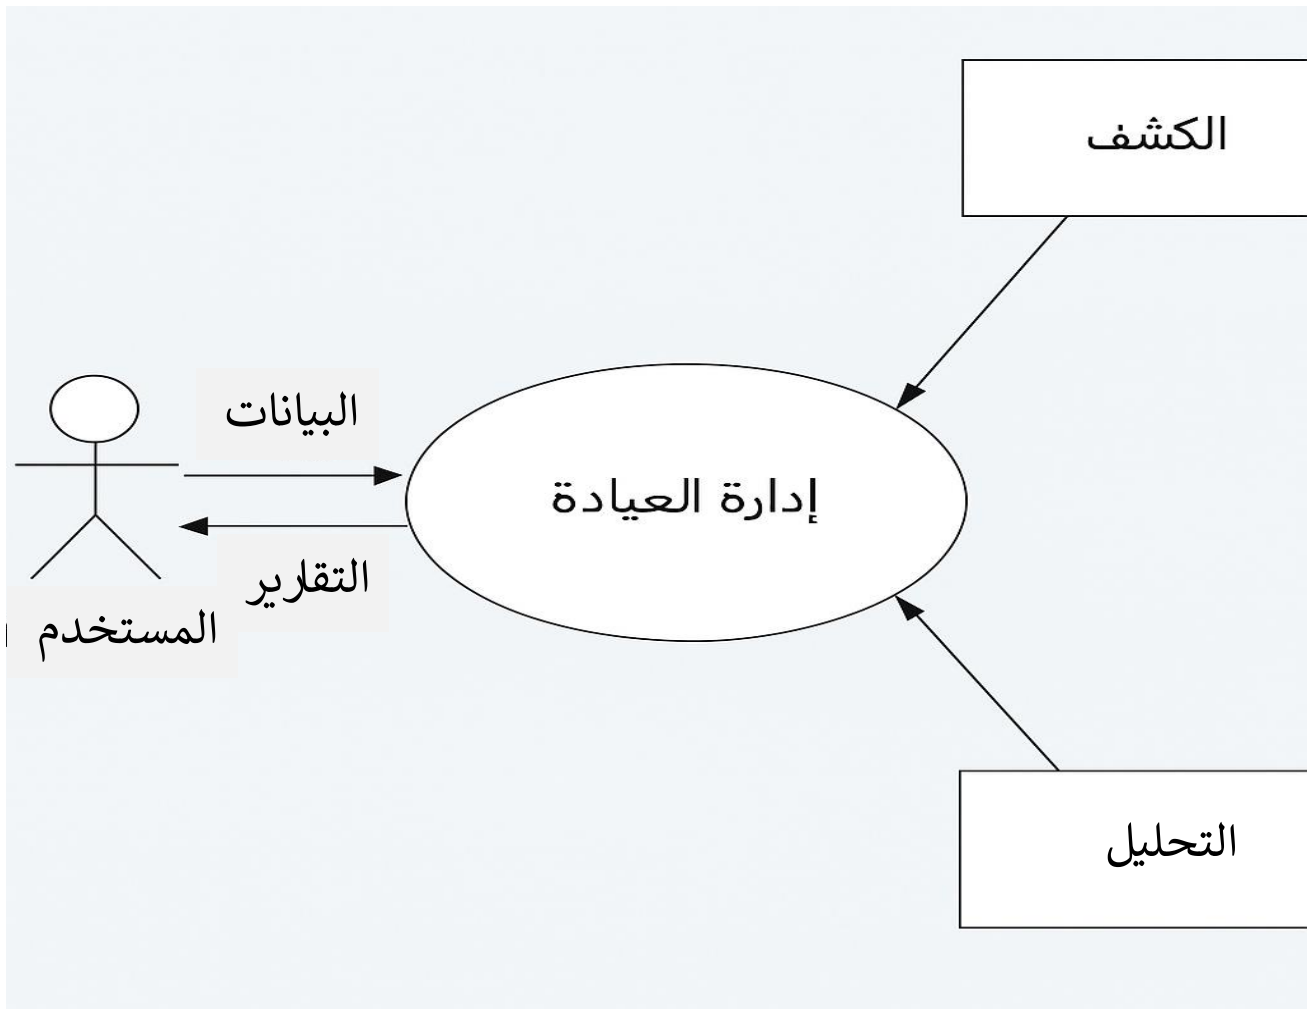 الكشف
البيانات
إدارة العيادة
التقارير
المستخدم
التحليل